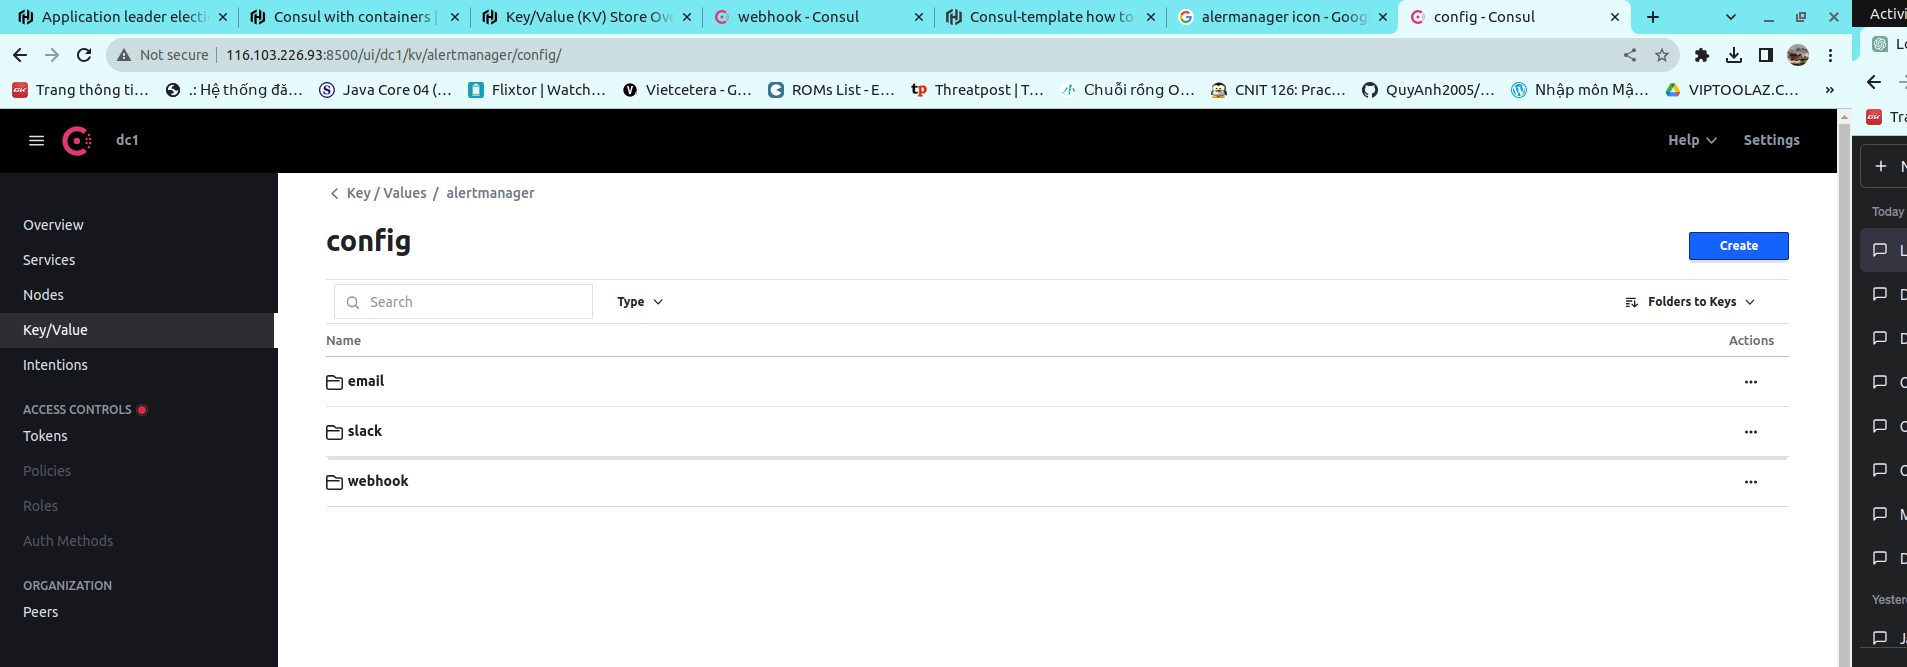 Application leader electi
Consul with containers |
Key/Value (KV) Store Ov
webhook - Consul
Consul-template how to
alermanager icon - Goog
config - Consul
Activi
Not secure
116.103.226.93:8500/ui/dc1/kv/alertmanager/config/
Trang thông ti...
.: Hệ thống đă...
Java Core 04 (...
Flixtor | Watch...
Vietcetera - G...
ROMs List - E...
Threatpost | T...
Chuỗi rồng O...
CNIT 126: Prac...
QuyAnh2005/...
Nhập môn Mậ...
VIPTOOLAZ.C...
»
Tra
dc1
Help
Settings
Key / Values / alertmanager
Today
Overview
config
Create
Services
Nodes
Search
Type
Folders to Keys
Key/Value
Name
Actions
Intentions
email
ACCESS CONTROLS
slack
Tokens
Policies
webhook
Roles
Auth Methods
ORGANIZATION
Peers
Yester